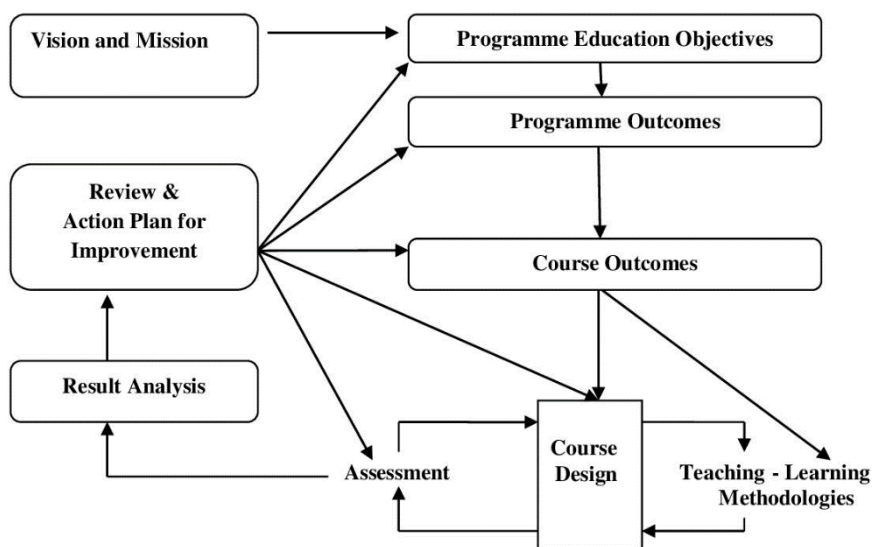 Vision and Mission
Programme Education Objectives
Programme Outcomes
Review &
Action Plan for
Improvement
Course Outcomes
Result Analysis
Assessment
Course
Design
Teaching - Learning
Methodologies